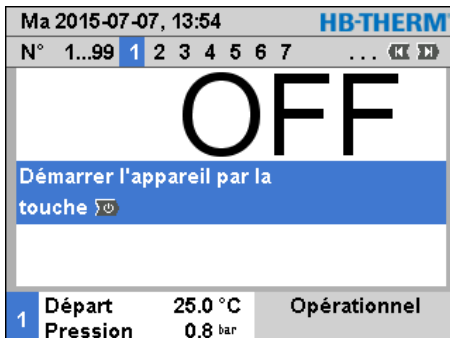 Ma 2015-07-07, 13:54 HB-THERM
N° 1...99 1 2 3 4 5 6 7 ...
OFF
Démarrer l'appareil par la
touche
1 Départ 25.0 °C Opérationnel
Pression 0.8 bar